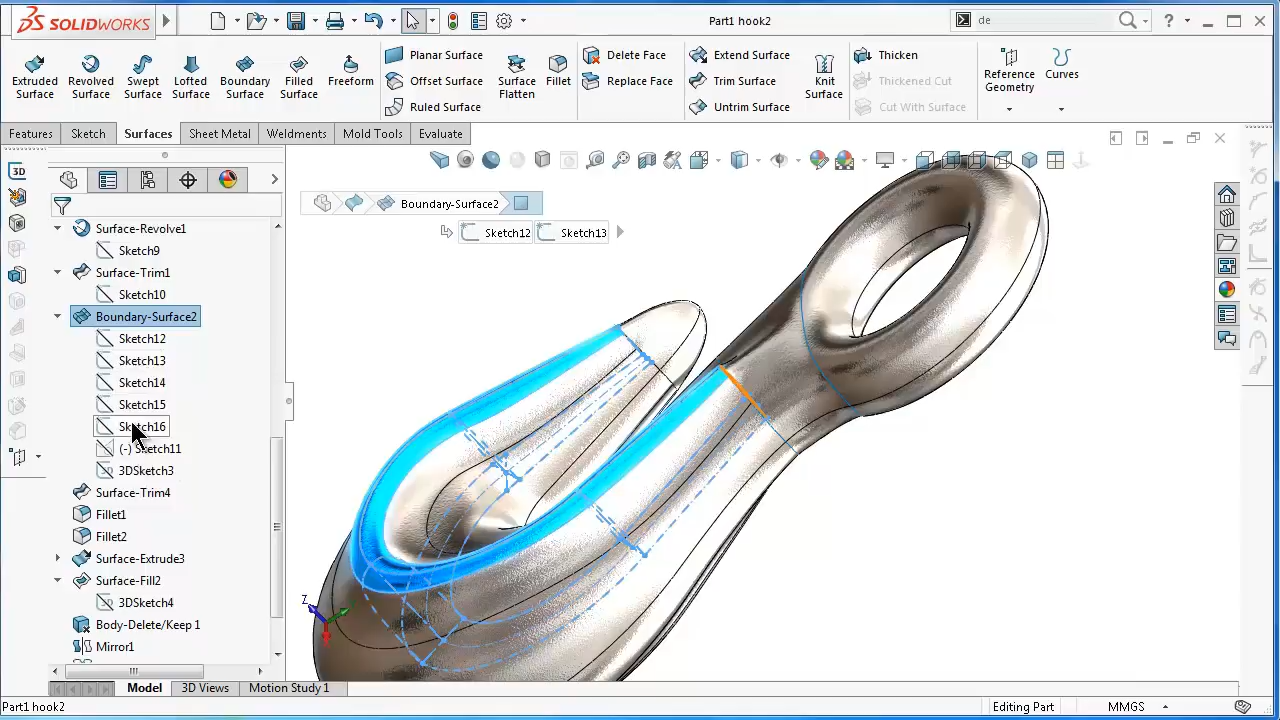 SOLIDWORKS
Part1 hook2
de
Extruded Surface
Revolved Surface
Swept Surface
Lofted Surface
Boundary Surface
Filled Surface
Freeform
Planar Surface
Offset Surface
Ruled Surface
Surface Flatten
Fillet
Delete Face
Replace Face
Extend Surface
Trim Surface
Untrim Surface
Knit Surface
Thicken
Thickened Cut
Cut With Surface
Reference Geometry
Curves
Features
Sketch
Surfaces
Sheet Metal
Weldments
Mold Tools
Evaluate
3D
Boundary-Surface2
Sketch12
Sketch13
Surface-Revolve1
Sketch9
Surface-Trim1
Sketch10
Boundary-Surface2
Sketch12
Sketch13
Sketch14
Sketch15
Sketch16
(-) Sketch11
3DSketch3
Surface-Trim4
Fillet1
Fillet2
Surface-Extrude3
Surface-Fill2
3DSketch4
Body-Delete/Keep 1
Mirror1
Z
Model
3D Views
Motion Study 1
Part1 hook2
Editing Part
MMGS